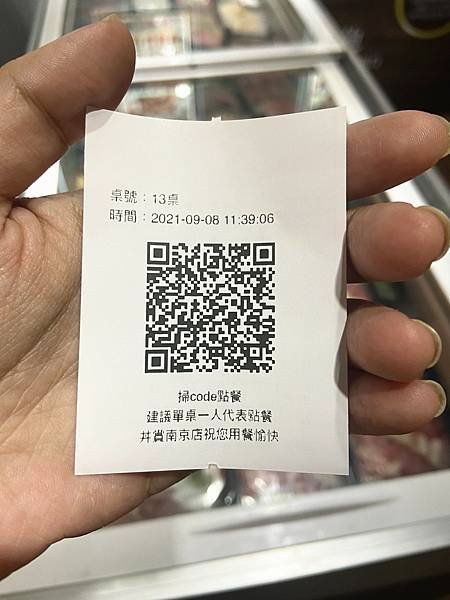 桌號：13桌
時間：2021-09-08 11:39:06
掃code點餐
建議單桌一人代表點餐
丼賞南京店祝您用餐愉快